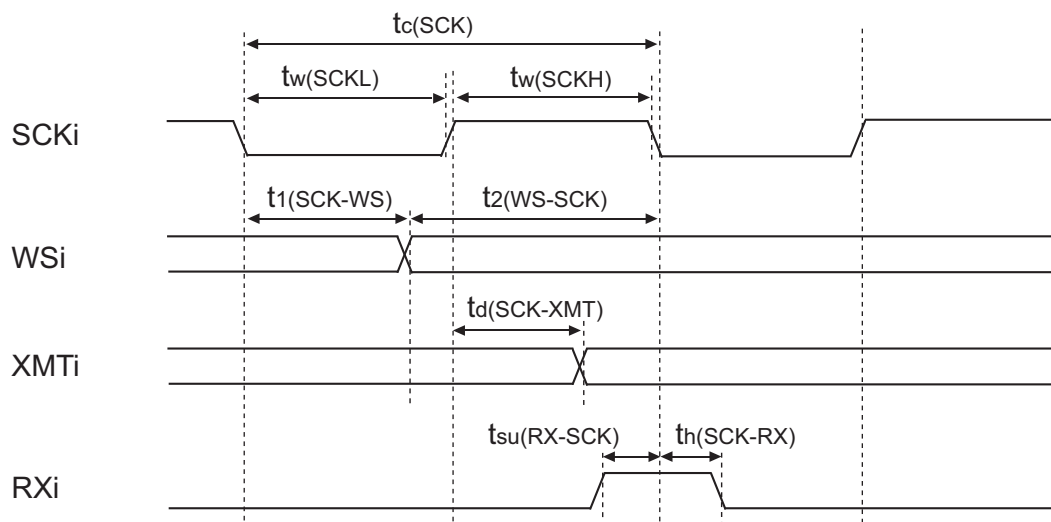 tc(SCK)
tw(SCKL)
tw(SCKH)
SCKi
t1(SCK-WS)
t2(WS-SCK)
WSi
td(SCK-XMT)
XMTi
tsu(RX-SCK)
th(SCK-RX)
RXi